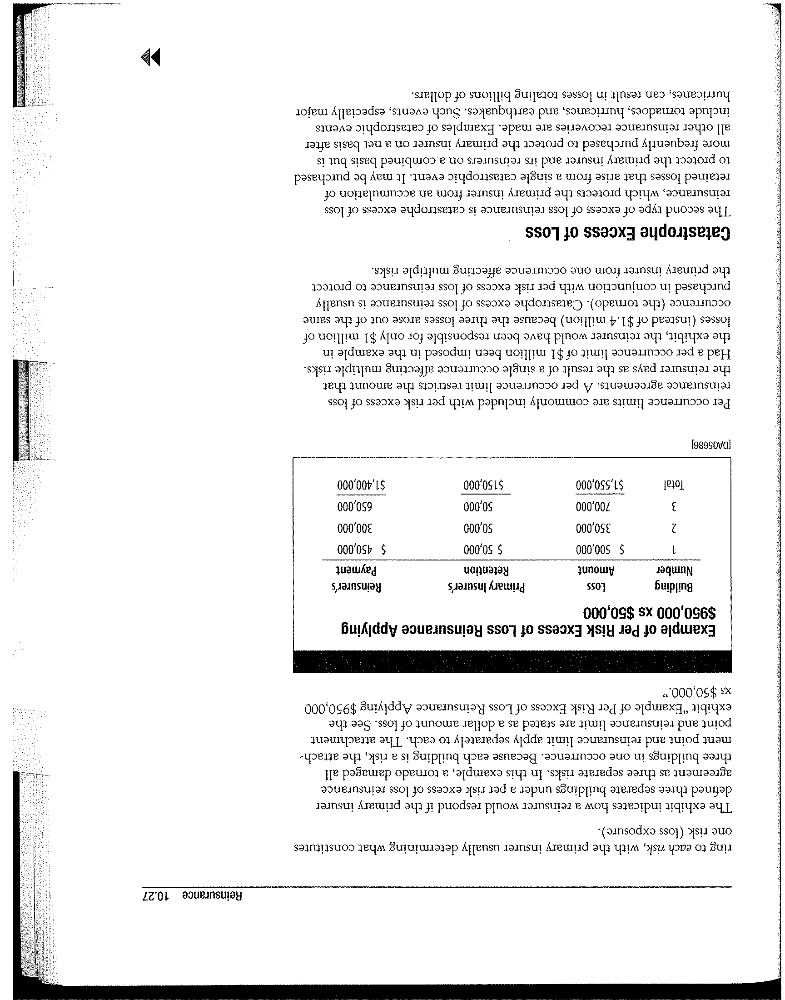 Reinsurance 10.27
ring to each risk, with the primary insurer usually determining what constitutes
one risk (loss exposure).
The exhibit indicates how a reinsurer would respond if the primary insurer
defined three separate buildings under a per risk excess of loss reinsurance
agreement as three separate risks. In this example, a tornado damaged all
three buildings in one occurrence. Because each building is a risk, the attach-
ment point and reinsurance limit apply separately to each. The attachment
point and reinsurance limit are stated as a dollar amount of loss. See the
exhibit "Example of Per Risk Excess of Loss Reinsurance Applying $950,000
xs $50,000."
Example of Per Risk Excess of Loss Reinsurance Applying
$950,000 xs $50,000
Building Loss Primary Insurer's Reinsurer's
Number Amount Retention Payment
1 $ 500,000 $ 50,000 $ 450,000
2 350,000 50,000 300,000
3 700,000 50,000 650,000
Total $1,550,000 $150,000 $1,400,000
[DA05686]
Per occurrence limits are commonly included with per risk excess of loss
reinsurance agreements. A per occurrence limit restricts the amount that
the reinsurer pays as the result of a single occurrence affecting multiple risks.
Had a per occurrence limit of $1 million been imposed in the example in
the exhibit, the reinsurer would have been responsible for only $1 million of
losses (instead of $1.4 million) because the three losses arose out of the same
occurrence (the tornado). Catastrophe excess of loss reinsurance is usually
purchased in conjunction with per risk excess of loss reinsurance to protect
the primary insurer from one occurrence affecting multiple risks.
Catastrophe Excess of Loss
The second type of excess of loss reinsurance is catastrophe excess of loss
reinsurance, which protects the primary insurer from an accumulation of
retained losses that arise from a single catastrophic event. It may be purchased
to protect the primary insurer and its reinsurers on a combined basis but is
more frequently purchased to protect the primary insurer on a net basis after
all other reinsurance recoveries are made. Examples of catastrophic events
include tornadoes, hurricanes, and earthquakes. Such events, especially major
hurricanes, can result in losses totaling billions of dollars.